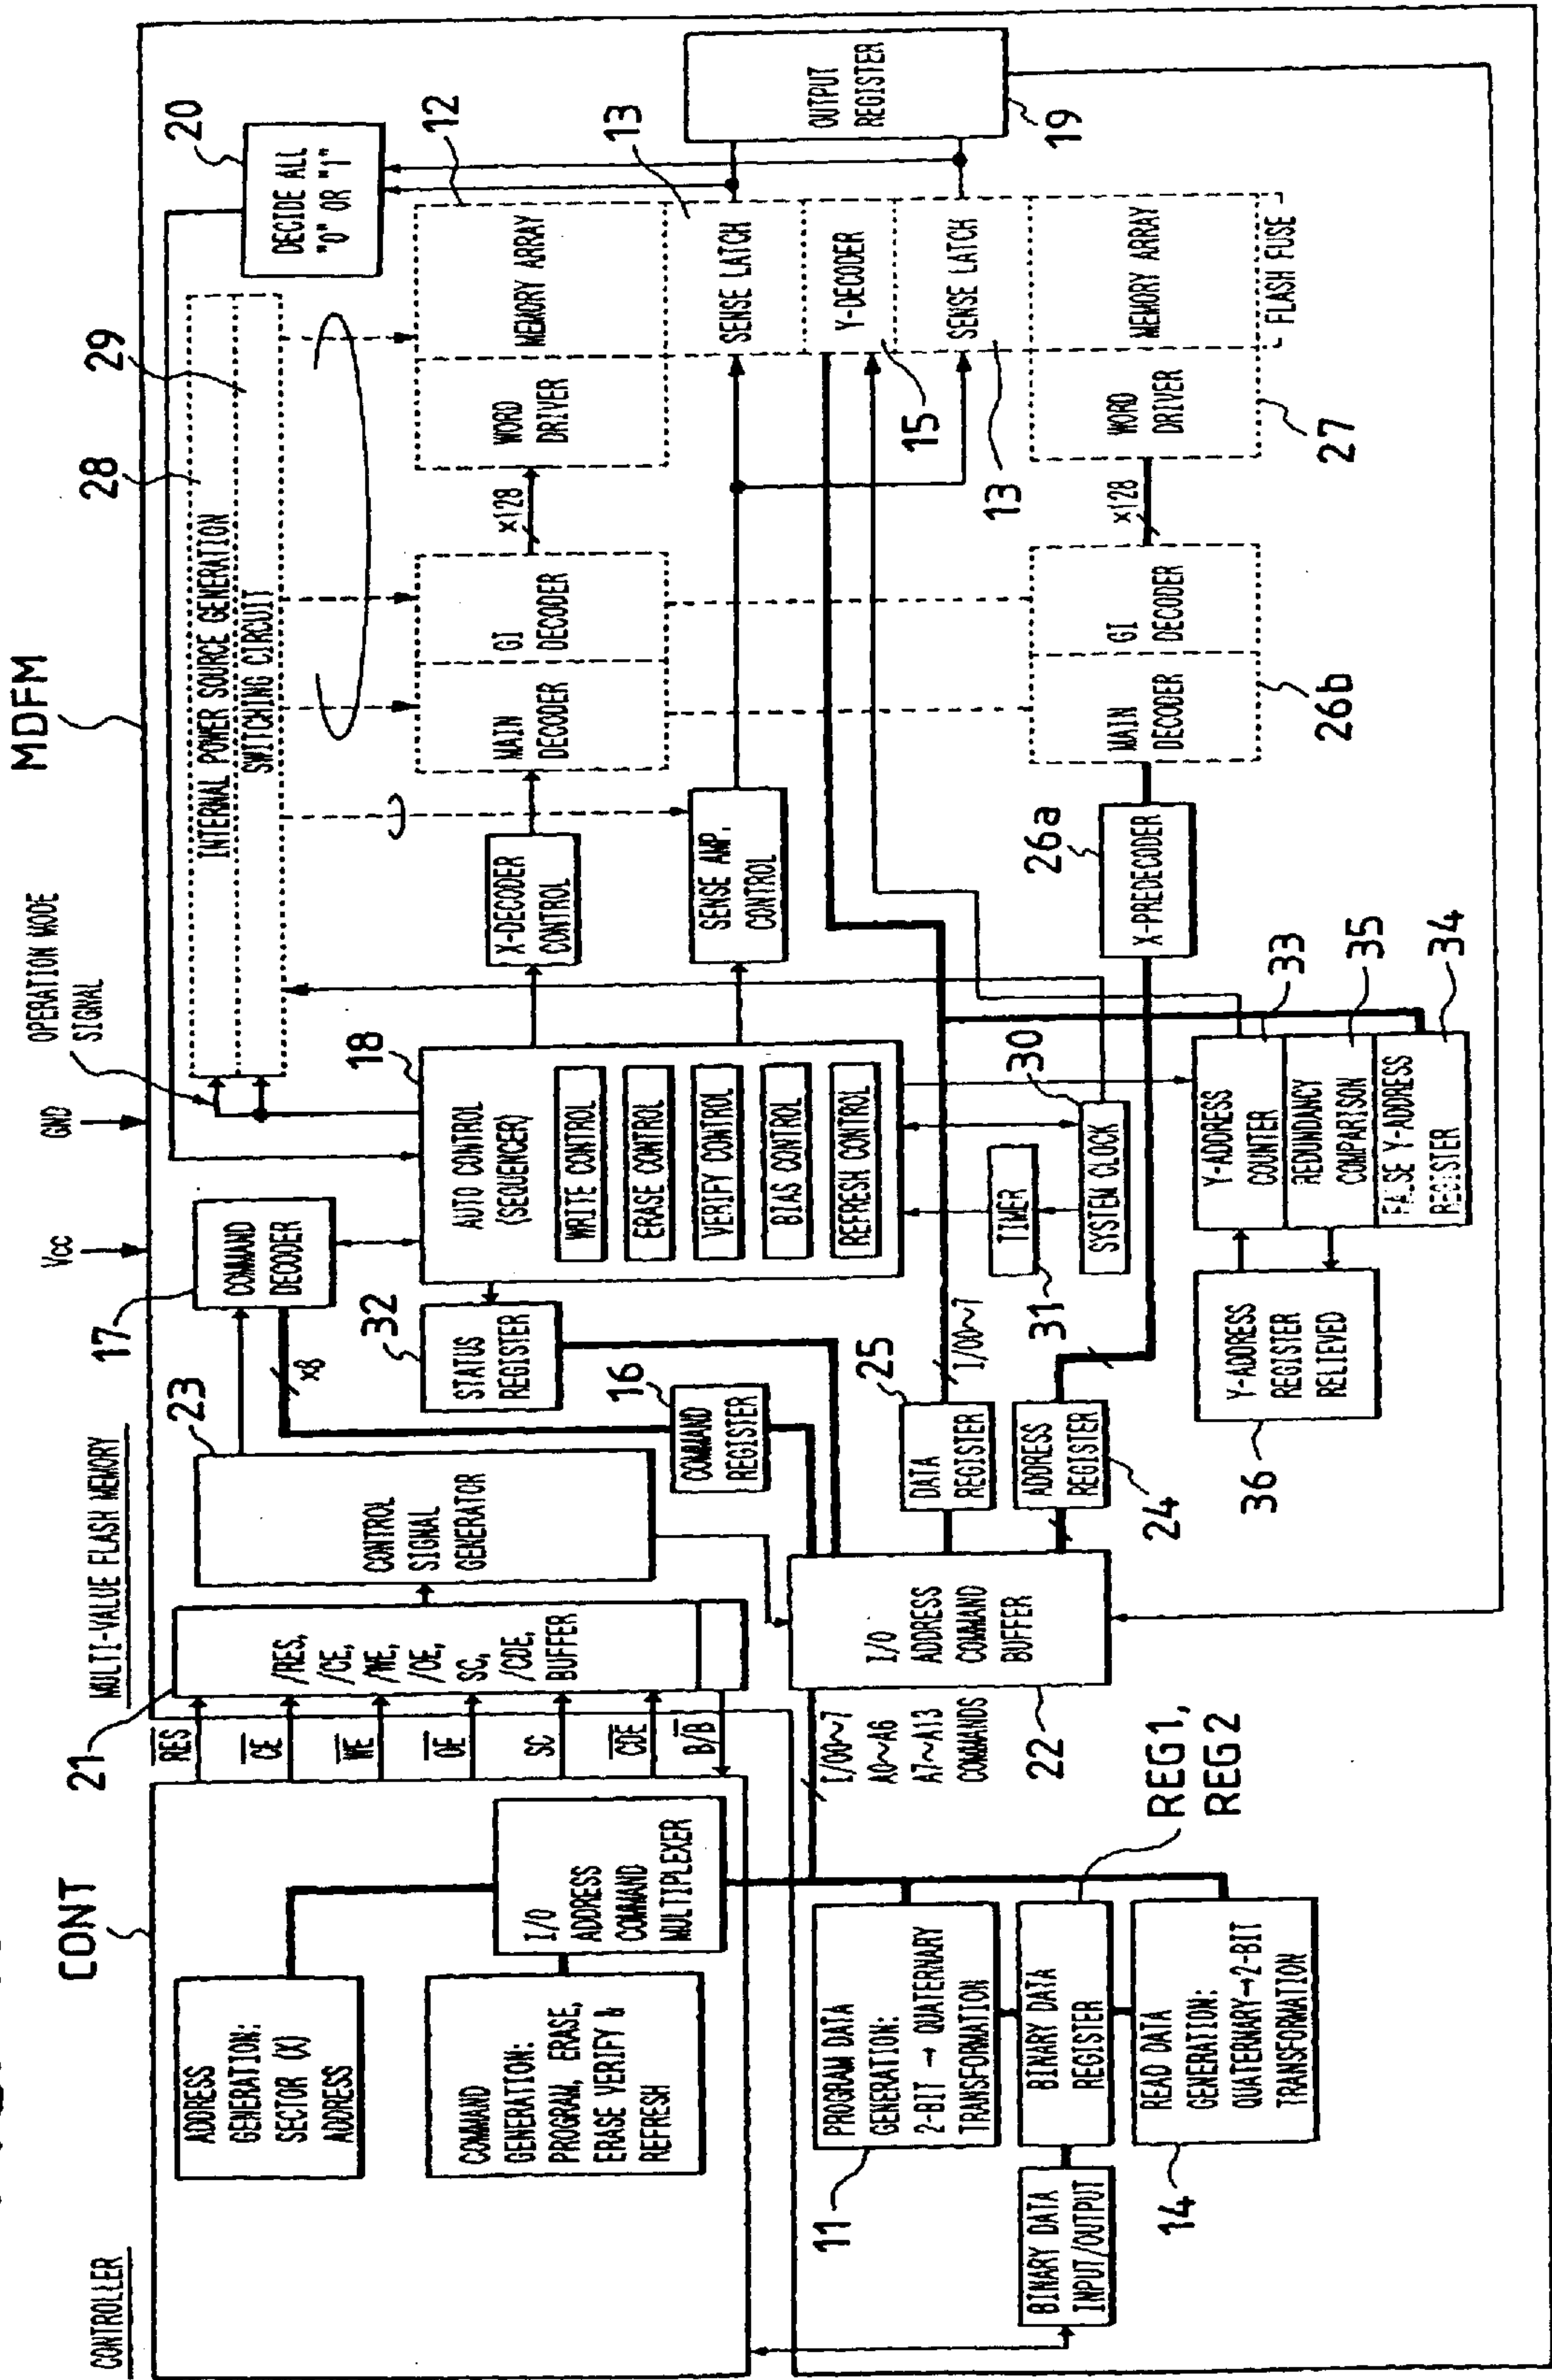 MDFM
CONT
CONTROLLER
MULTI-VALUE FLASH MEMORY
Vcc
GND
OPERATION MODE
SIGNAL
ADDRESS
GENERATION:
SECTOR (X)
ADDRESS
COMMAND
GENERATION:
PROGRAM, ERASE,
ERASE VERIFY &
REFRESH
I/O
ADDRESS
COMMAND
MULTIPLEXER
RES
CE
WE
OE
SC
CDE
B/B
21
/RES,
/CE,
/WE,
/OE,
SC,
/CDE,
BUFFER
23
CONTROL
SIGNAL
GENERATOR
17
COMMAND
DECODER
x8
32
STATUS
REGISTER
16
COMMAND
REGISTER
18
AUTO CONTROL
(SEQUENCER)
WRITE CONTROL
ERASE CONTROL
VERIFY CONTROL
BIAS CONTROL
REFRESH CONTROL
28
29
INTERNAL POWER SOURCE GENERATION
SWITCHING CIRCUIT
20
DECIDE ALL
"0" OR "1"
X-DECODER
CONTROL
SENSE AMP.
CONTROL
MAIN
DECODER
GI
DECODER
x128
WORD
DRIVER
MEMORY ARRAY
12
SENSE LATCH
13
Y-DECODER
15
SENSE LATCH
13
OUTPUT
REGISTER
19
MAIN
DECODER
GI
DECODER
26b
x128
WORD
DRIVER
27
MEMORY ARRAY
FLASH FUSE
26a
X-PREDECODER
I/O0~7
A0~A6
A7~A13
COMMANDS
I/O
ADDRESS
COMMAND
BUFFER
22
25
DATA
REGISTER
I/O0~7
ADDRESS
REGISTER
24
TIMER
31
30
SYSTEM CLOCK
Y-ADDRESS
COUNTER
33
REDUNDANCY
COMPARISON
35
FALSE Y-ADDRESS
REGISTER
34
Y-ADDRESS
REGISTER
RELIEVED
36
PROGRAM DATA
GENERATION:
2-BIT → QUATERNARY
TRANSFORMATION
11
BINARY DATA
REGISTER
REG1,
REG2
READ DATA
GENERATION:
QUATERNARY→2-BIT
TRANSFORMATION
14
BINARY DATA
INPUT/OUTPUT